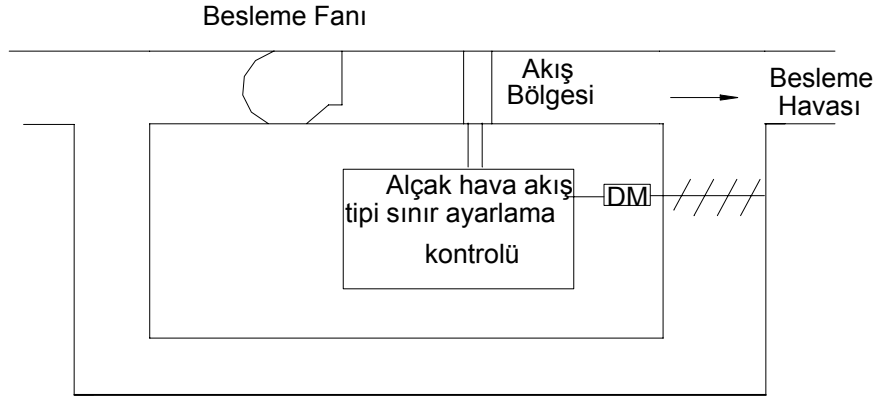 Besleme Fanı
Akış
Bölgesi
Besleme
Havası
Alçak hava akış
tipi sınır ayarlama
kontrolü
DM